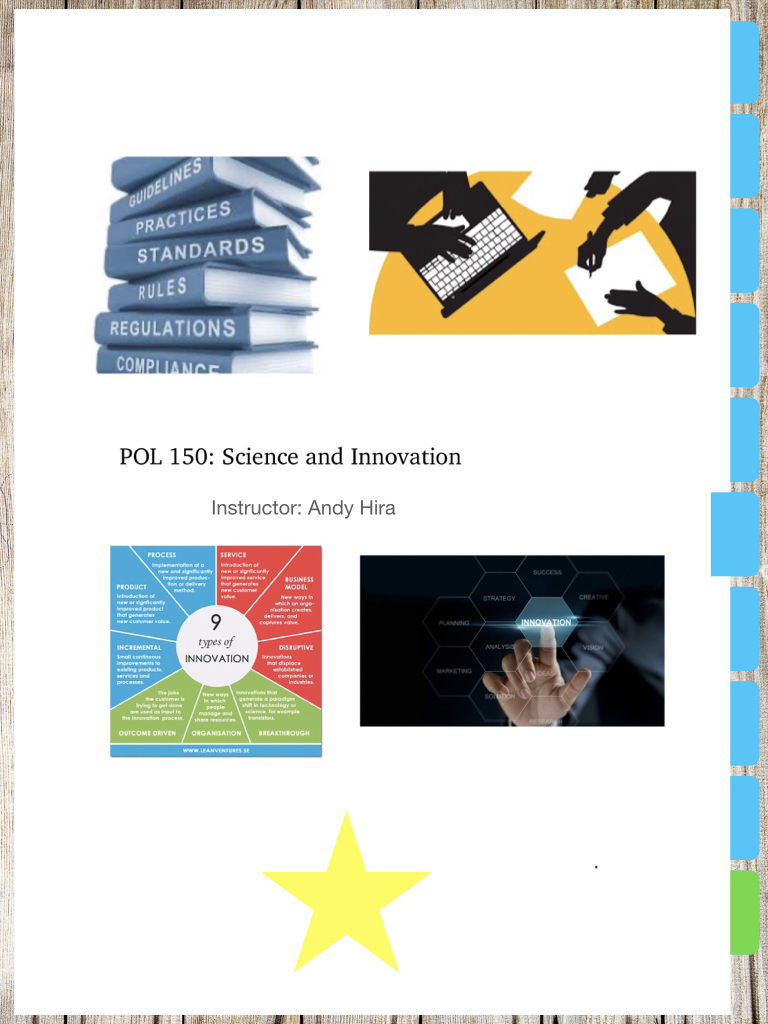 GUIDELINES
PRACTICES
STANDARDS
RULES
REGULATIONS
COMPLIANCE
POL 150: Science and Innovation
Instructor: Andy Hira
PROCESS
Implementation of a
new and significantly
improved produc-
tion or delivery
method.
SERVICE
Introduction of
new or significantly
improved service
that generates
new customer
value.
PRODUCT
Introduction of
new or significantly
improved product
that generates
new customer value.
BUSINESS
MODEL
New ways in
which an orga-
nisation creates,
delivers, and
captures value.
9
types of
INNOVATION
INCREMENTAL
Small continuous
improvements to
existing products,
services and
processes.
DISRUPTIVE
Innovations
that displace
established
companies or
industries.
The jobs
the customer is
trying to get done
are used as input to
the innovation process.
OUTCOME DRIVEN
New ways
in which
people
manage and
share resources.
ORGANISATION
Innovations that
generate a paradigm
shift in technology or
science, for example
transistors.
BREAKTHROUGH
WWW.LEANVENTURES.SE
SUCCESS
STRATEGY
CREATIVE
PLANNING
INNOVATION
ANALYSIS
VISION
MARKETING
IDEAS